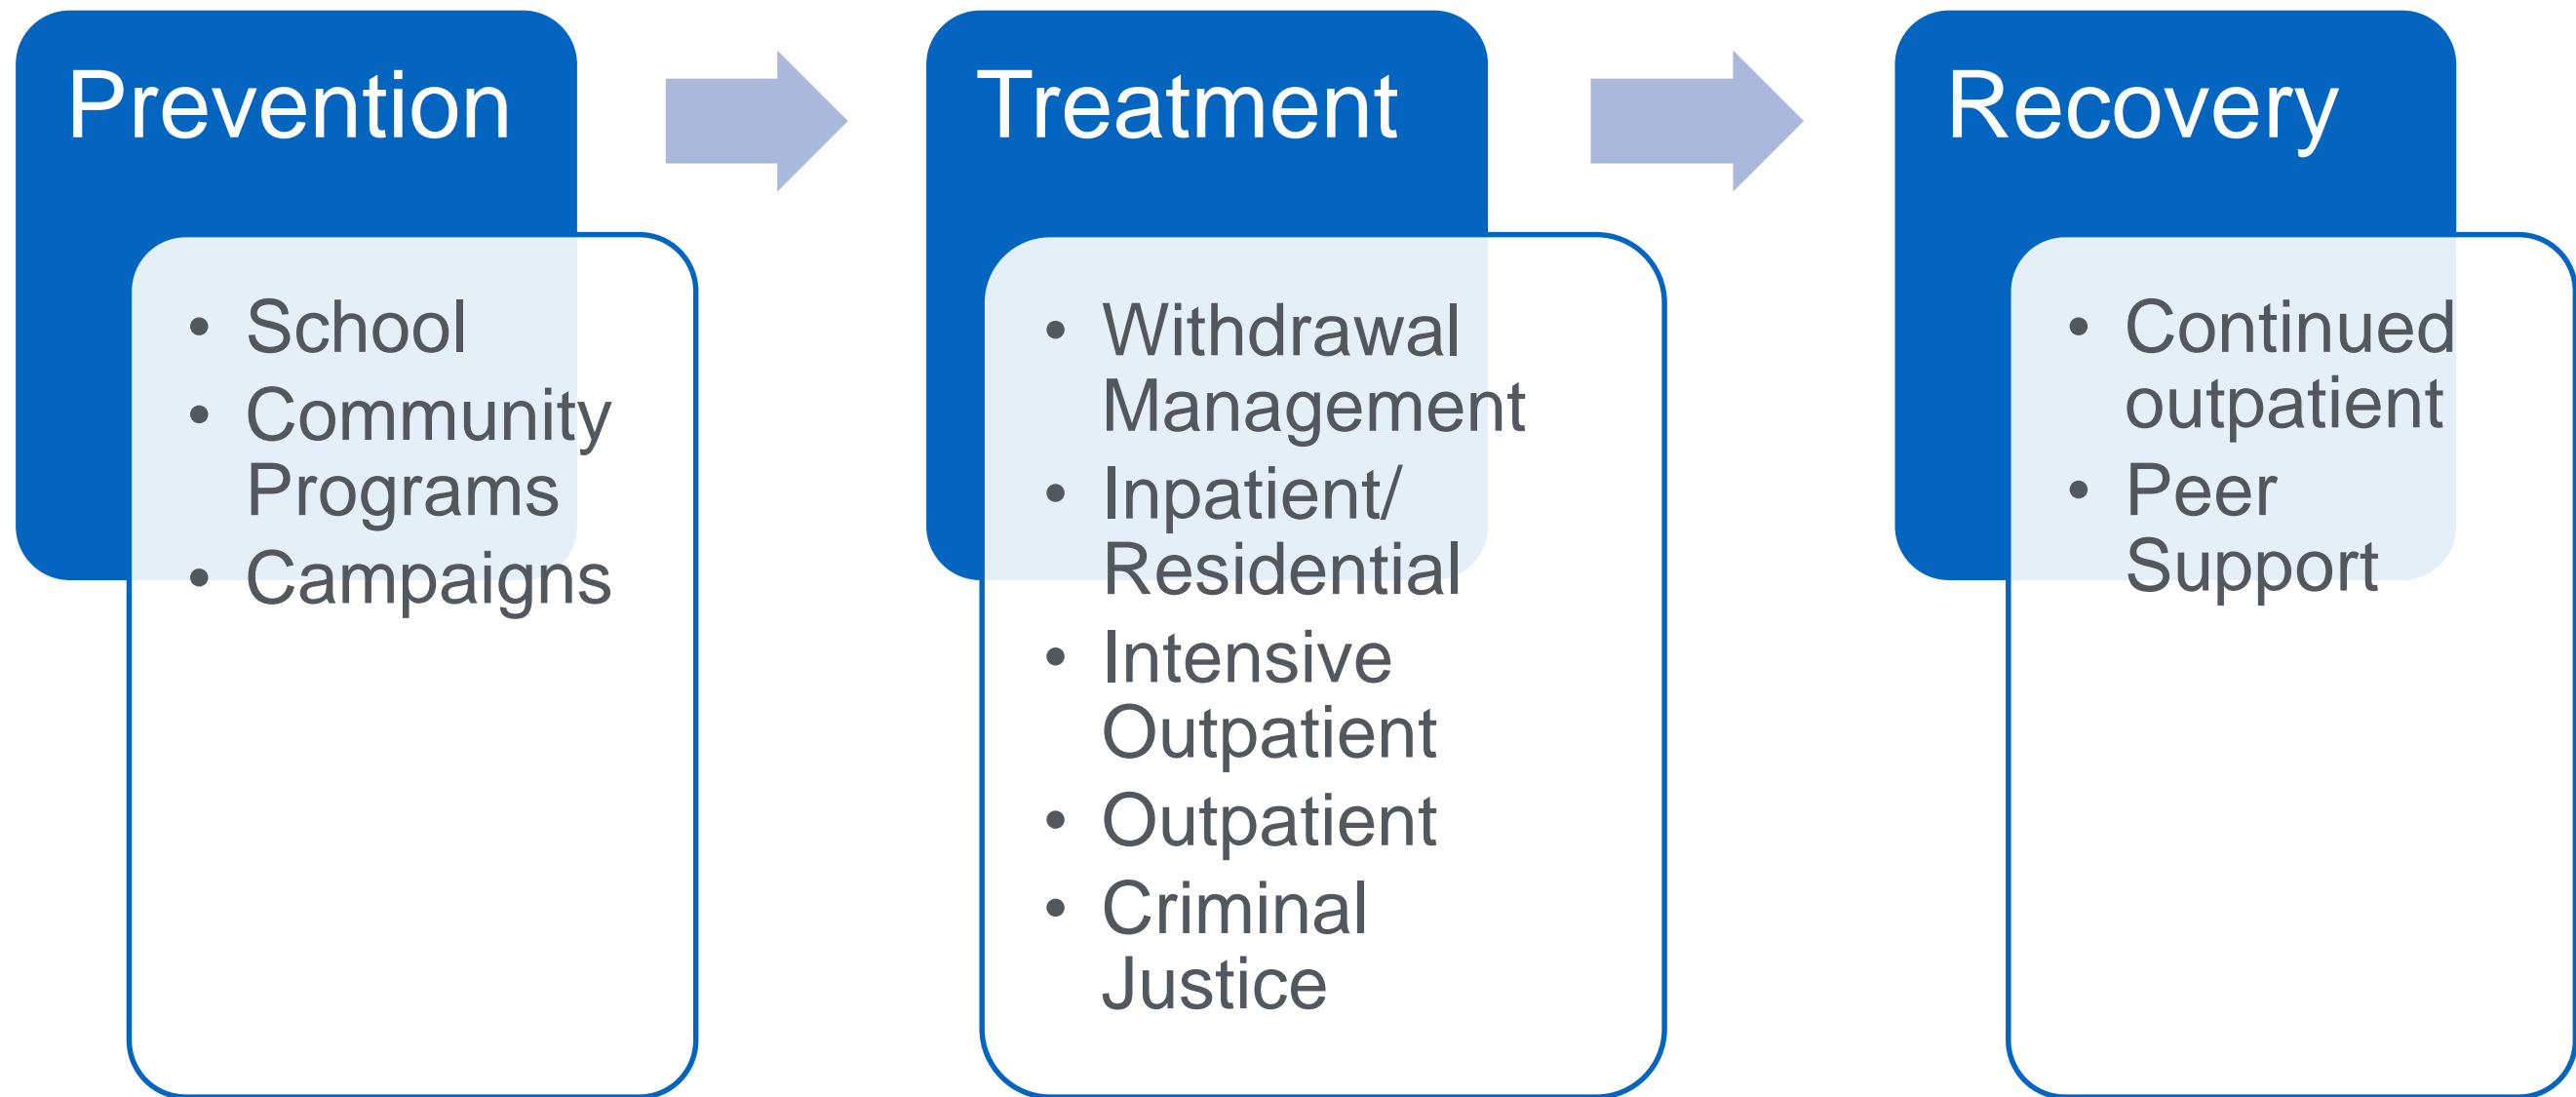 Prevention
• School
• Community
Programs
• Campaigns
Treatment
• Withdrawal
Management
• Inpatient/
Residential
• Intensive
Outpatient
• Outpatient
• Criminal
Justice
Recovery
• Continued
outpatient
• Peer
Support